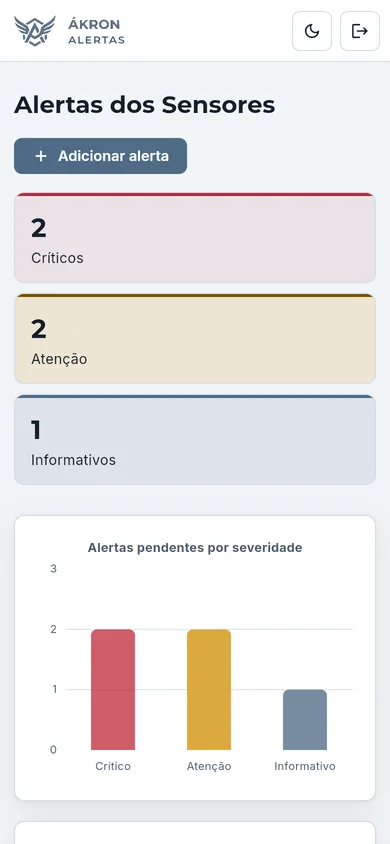 ÁKRON
ALERTAS
Alertas dos Sensores
+ Adicionar alerta
2
Críticos
2
Atenção
1
Informativos
Alertas pendentes por severidade
3
2
1
0
Crítico
Atenção
Informativo